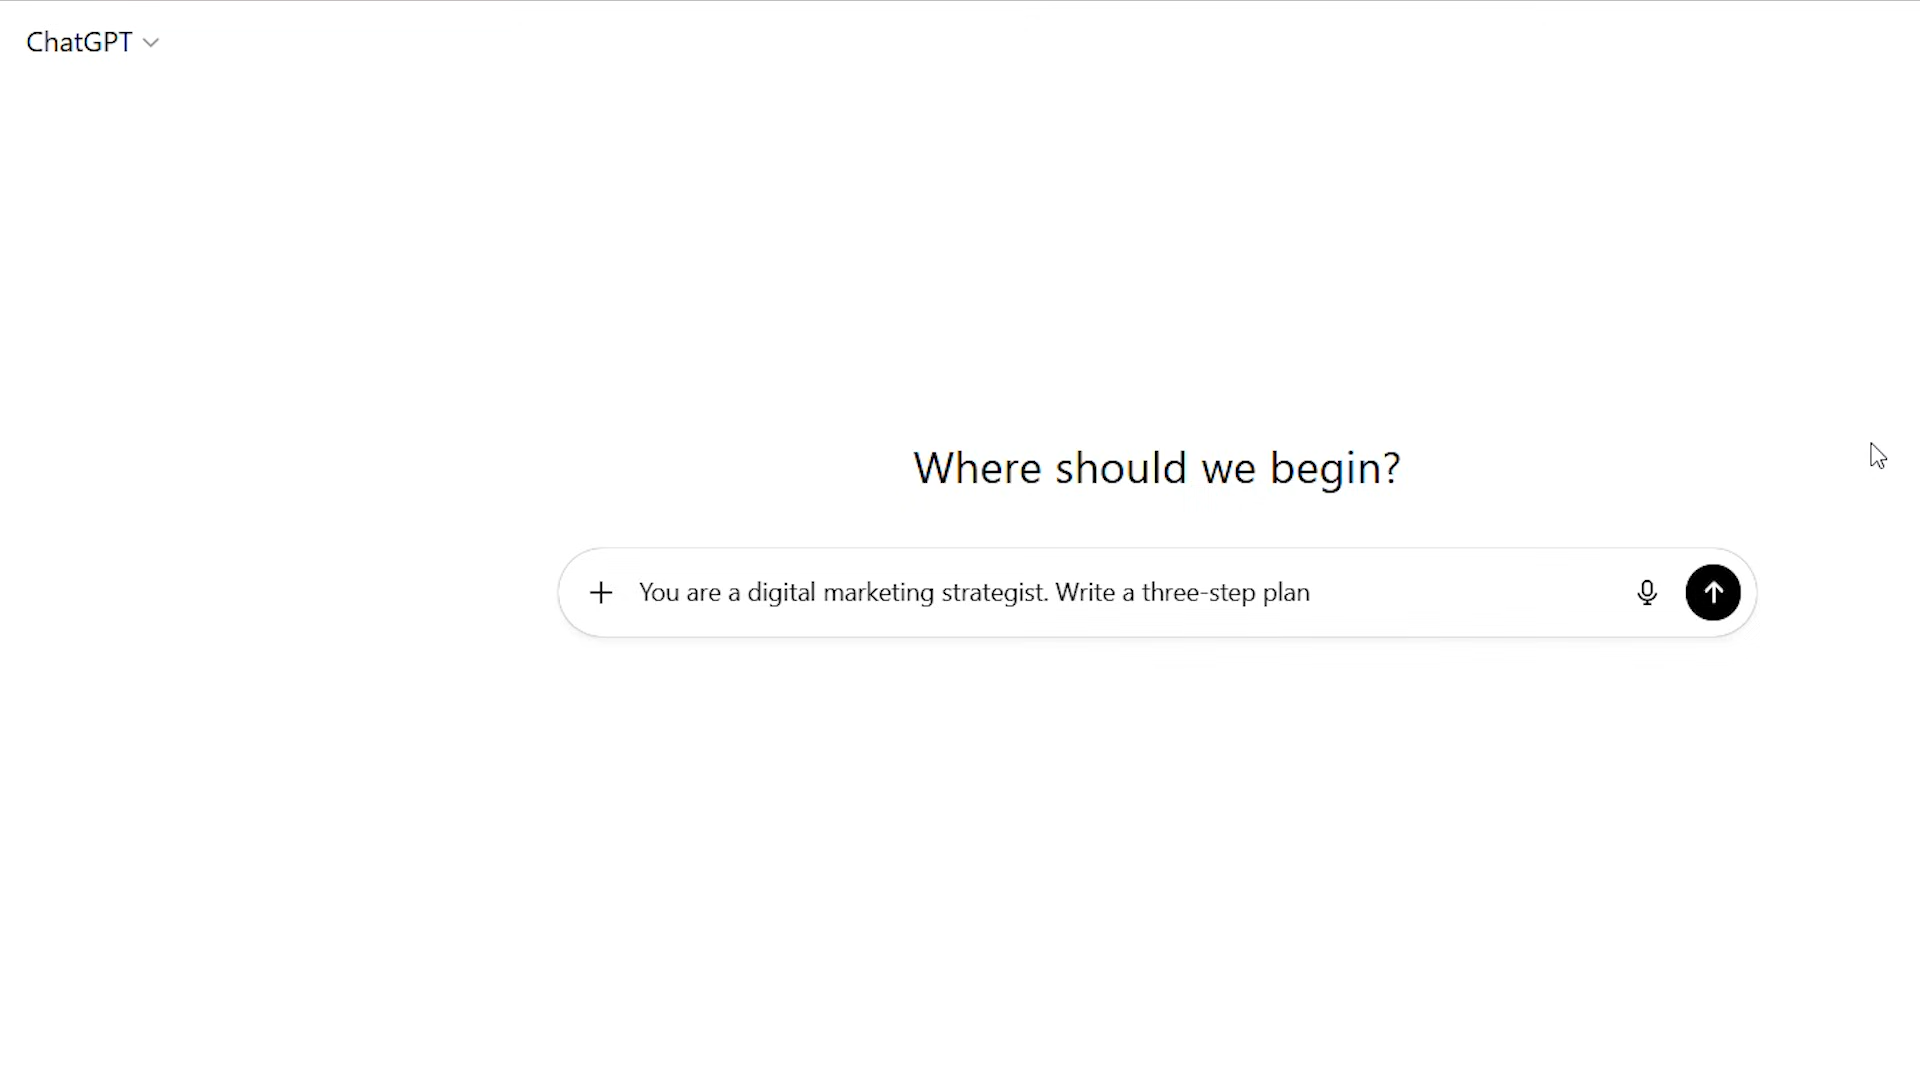 ChatGPT
Where should we begin?
You are a digital marketing strategist. Write a three-step plan